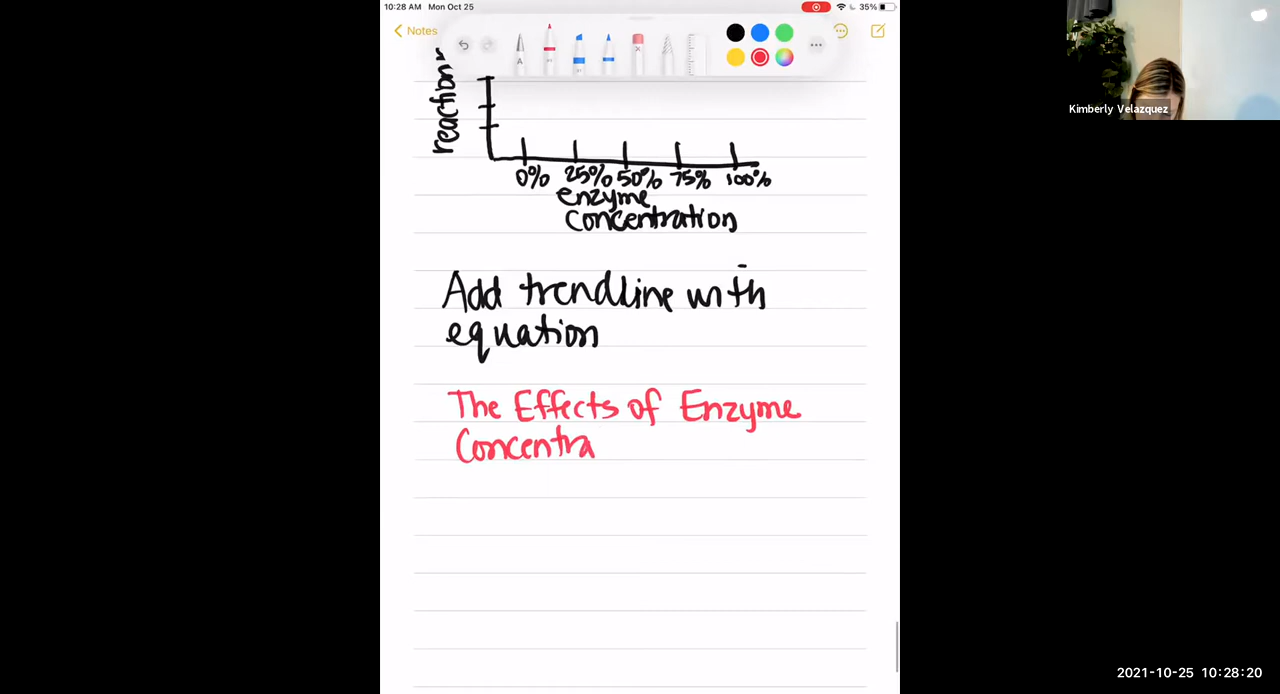 10:28 AM Mon Oct 25
35%
Notes
A
reaction
0% 25% 50% 75% 100%
enzyme
concentration
Add trendline with
equation
The Effects of Enzyme
Concentra
Kimberly Velazquez
2021-10-25 10:28:20